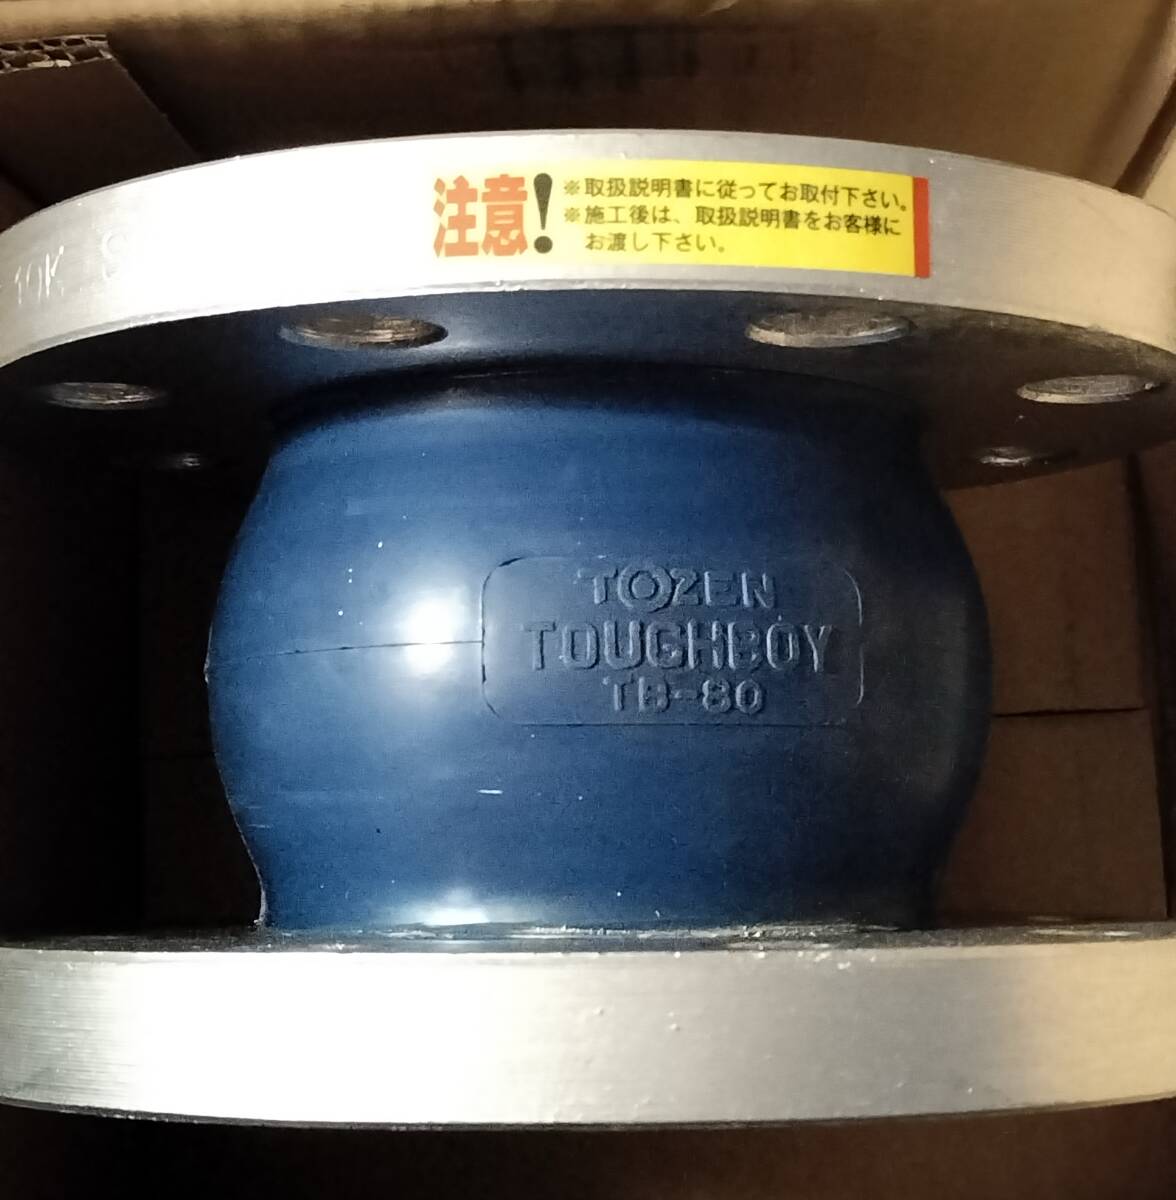 注意!
※取扱説明書に従ってお取付下さい。
※施工後は、取扱説明書をお客様に
お渡し下さい。
10K
TOZEN
TOUGHBOY
TB-80